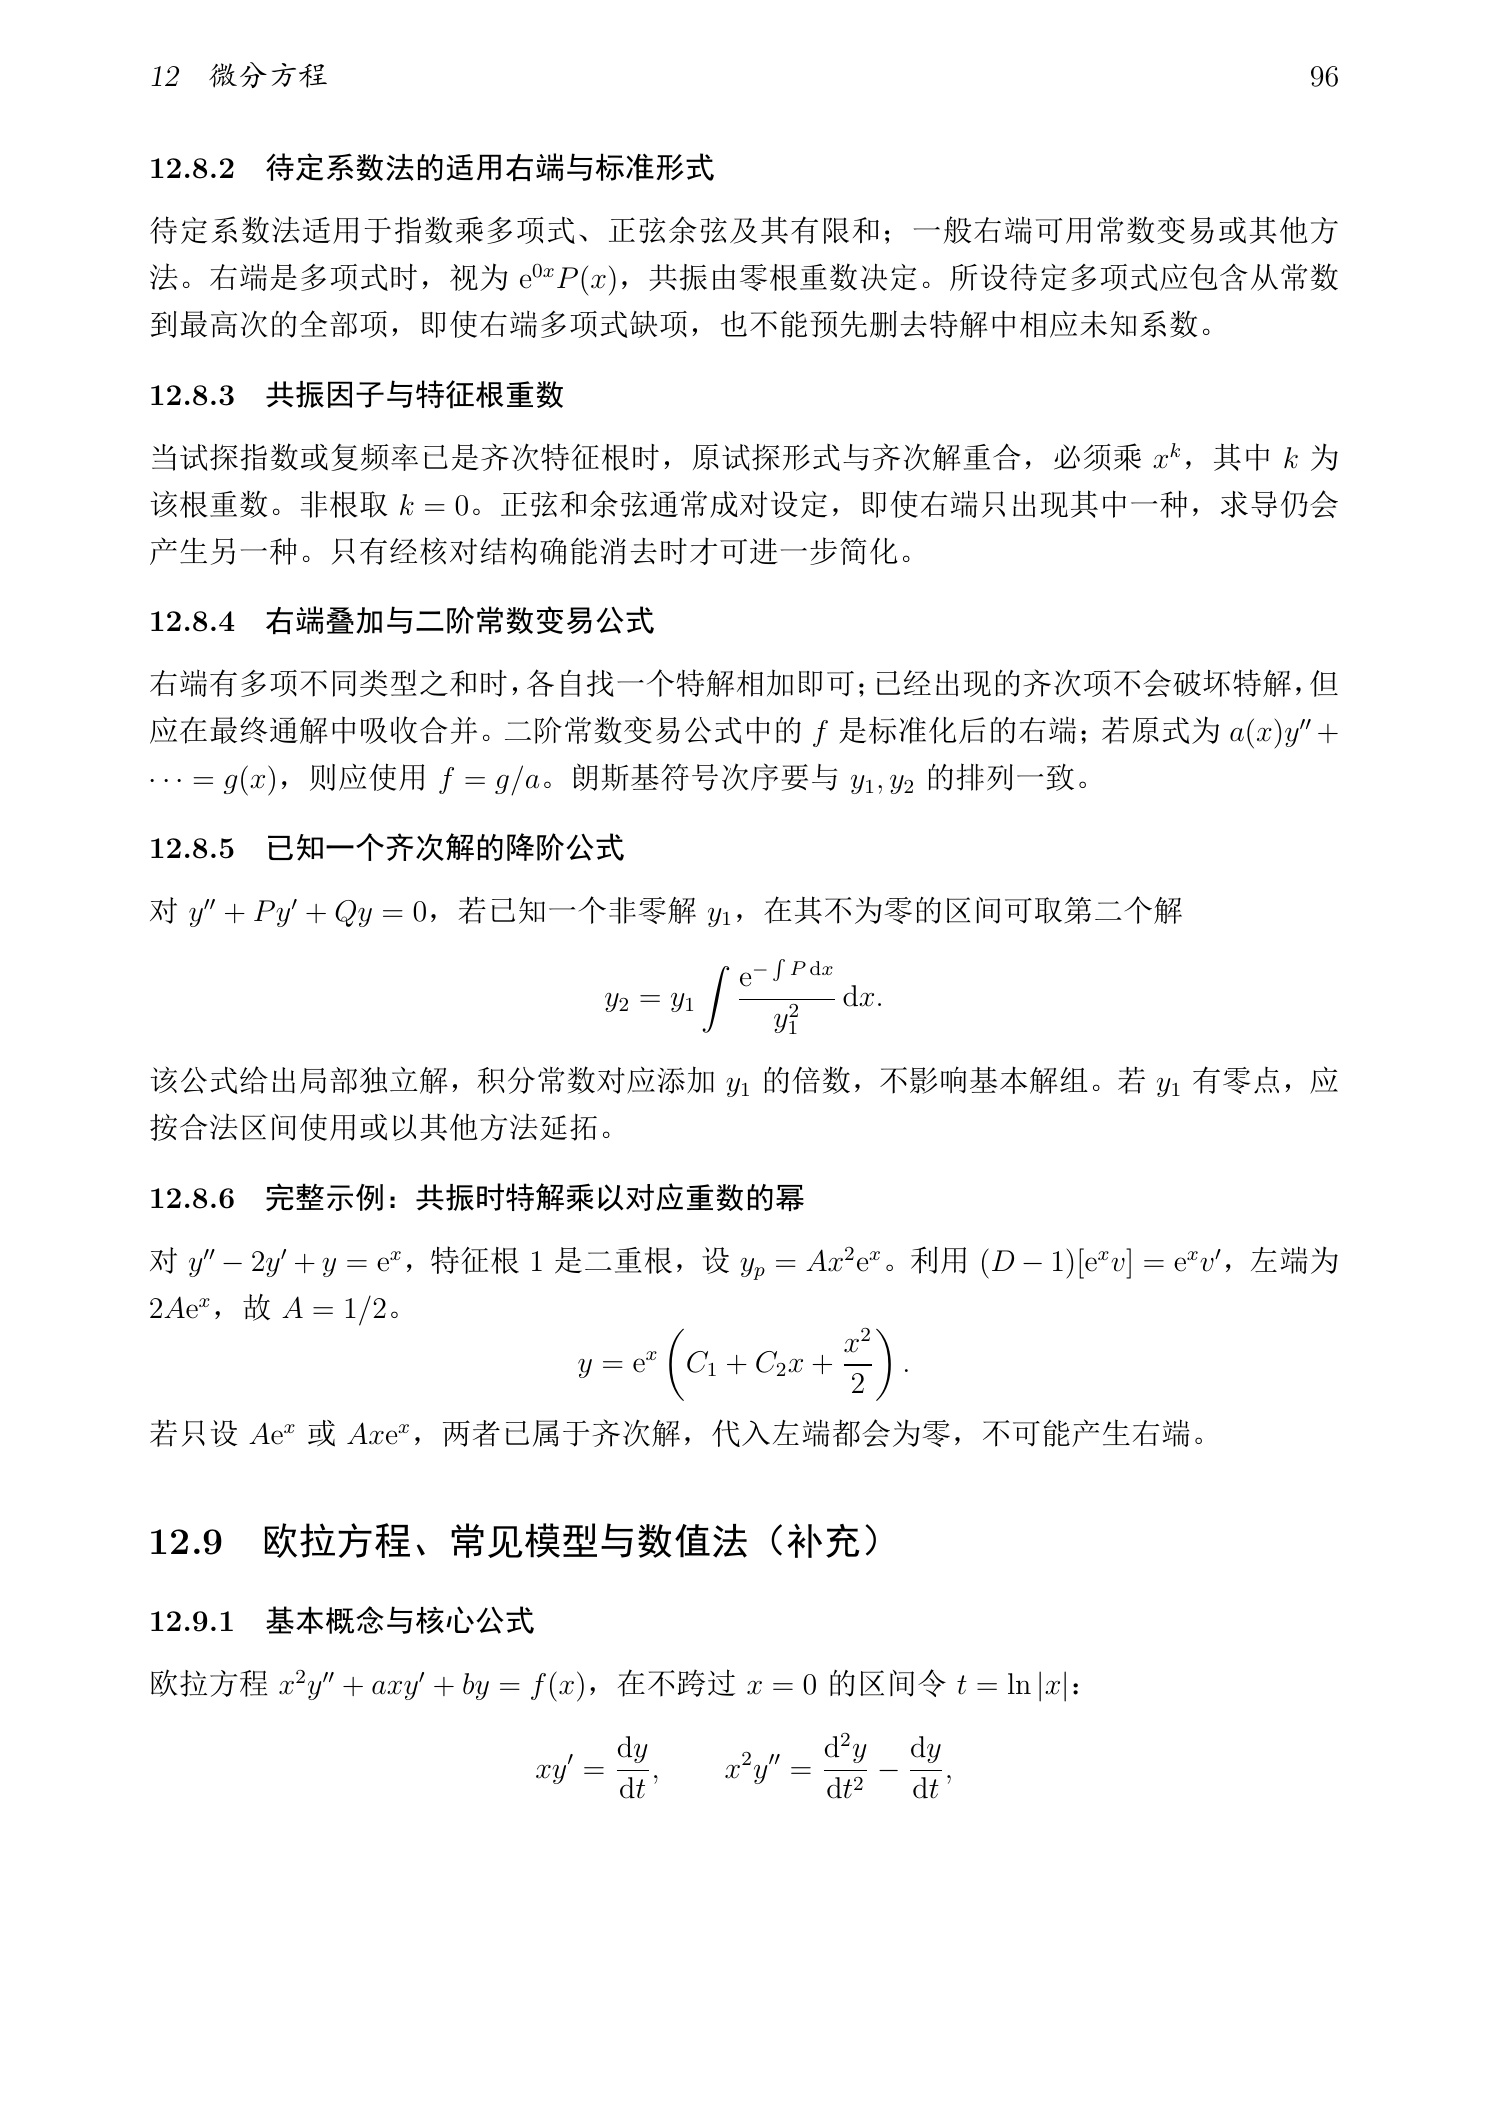 12 微分方程 96
12.8.2 待定系数法的适用右端与标准形式
待定系数法适用于指数乘多项式、正弦余弦及其有限和；一般右端可用常数变易或其他方
法。右端是多项式时，视为 e^{0x}P(x)，共振由零根重数决定。所设待定多项式应包含从常数
到最高次的全部项，即使右端多项式缺项，也不能预先删去特解中相应未知系数。
12.8.3 共振因子与特征根重数
当试探指数或复频率已是齐次特征根时，原试探形式与齐次解重合，必须乘 x^k，其中 k 为
该根重数。非根取 k = 0。正弦和余弦通常成对设定，即使右端只出现其中一种，求导仍会
产生另一种。只有经核对结构确能消去时才可进一步简化。
12.8.4 右端叠加与二阶常数变易公式
右端有多项不同类型之和时，各自找一个特解相加即可；已经出现的齐次项不会破坏特解，但
应在最终通解中吸收合并。二阶常数变易公式中的 f 是标准化后的右端；若原式为 a(x)y″ +
⋯ = g(x)，则应使用 f = g/a。朗斯基符号次序要与 y_1, y_2 的排列一致。
12.8.5 已知一个齐次解的降阶公式
对 y″ + Py′ + Qy = 0，若已知一个非零解 y_1，在其不为零的区间可取第二个解
y_2 = y_1 ∫ \frac{e^{−∫ P dx}}{y_1^2} dx.
该公式给出局部独立解，积分常数对应添加 y_1 的倍数，不影响基本解组。若 y_1 有零点，应
按合法区间使用或以其他方法延拓。
12.8.6 完整示例：共振时特解乘以对应重数的幂
对 y″ − 2y′ + y = e^x，特征根 1 是二重根，设 y_p = Ax^2e^x。利用 (D − 1)[e^xv] = e^xv′，左端为
2Ae^x，故 A = 1/2。
y = e^x (C_1 + C_2x + \frac{x^2}{2}).
若只设 Ae^x 或 Axe^x，两者已属于齐次解，代入左端都会为零，不可能产生右端。
12.9 欧拉方程、常见模型与数值法（补充）
12.9.1 基本概念与核心公式
欧拉方程 x^2y″ + axy′ + by = f(x)，在不跨过 x = 0 的区间令 t = ln |x|：
xy′ = \frac{dy}{dt}, x^2y″ = \frac{d^2y}{dt^2} − \frac{dy}{dt},